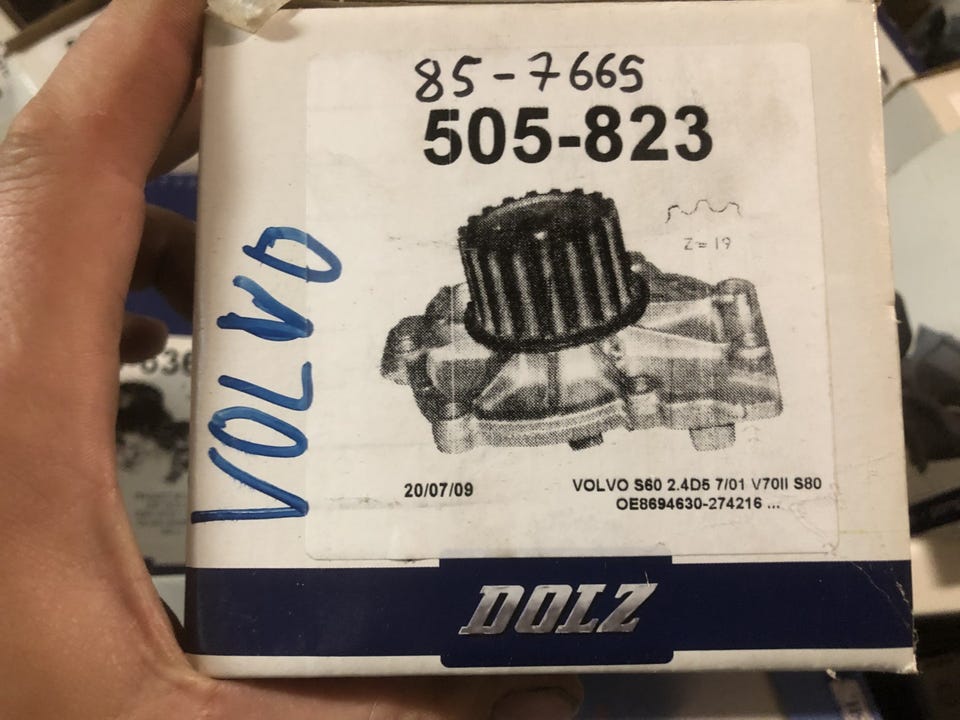 85-7665
505-823
Z=19
VOLVO
20/07/09
VOLVO S60 2.4D5 7/01 V70II S80
OE8694630-274216 ...
DOLZ
636